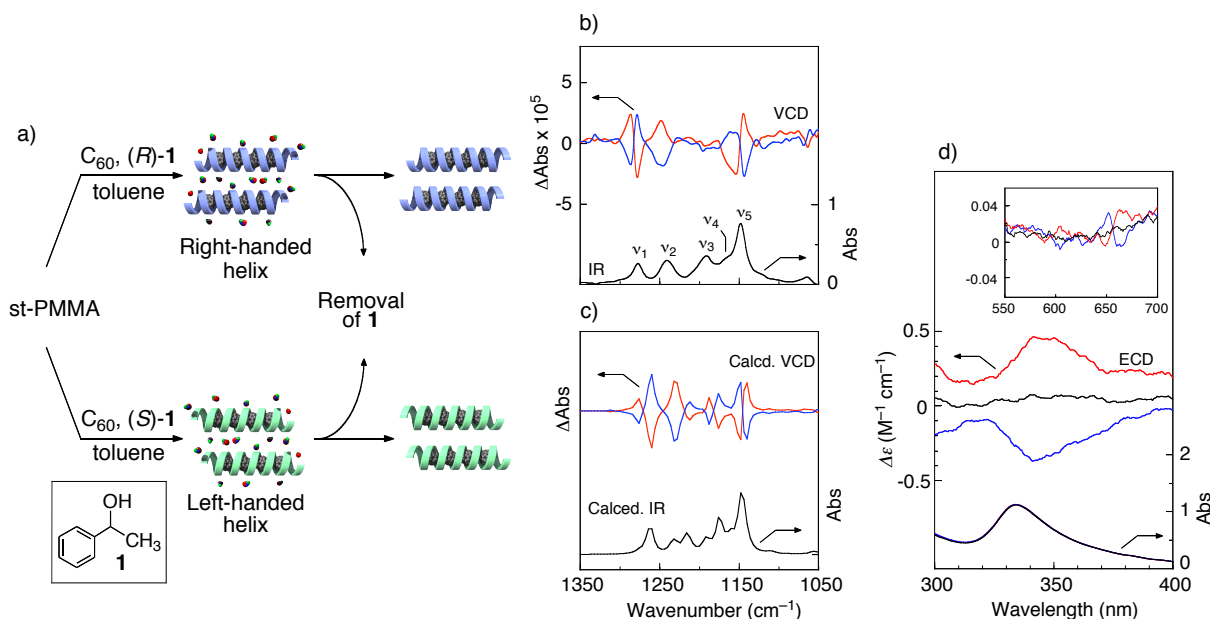 a)
C60, (R)-1
toluene
Right-handed
helix
st-PMMA
Removal
of 1
C60, (S)-1
toluene
Left-handed
helix
OH
CH3
1
b)
ΔAbs x 10^5
5
0
-5
VCD
IR
ν1
ν2
ν3
ν4
ν5
1
0
Abs
c)
ΔAbs
Calcd. VCD
Calced. IR
Abs
1350
1250
1150
1050
Wavenumber (cm–1)
d)
0.04
0
-0.04
550
600
650
700
0.5
0
-0.5
Δε (M–1 cm–1)
ECD
2
1
0
Abs
300
350
400
Wavelength (nm)